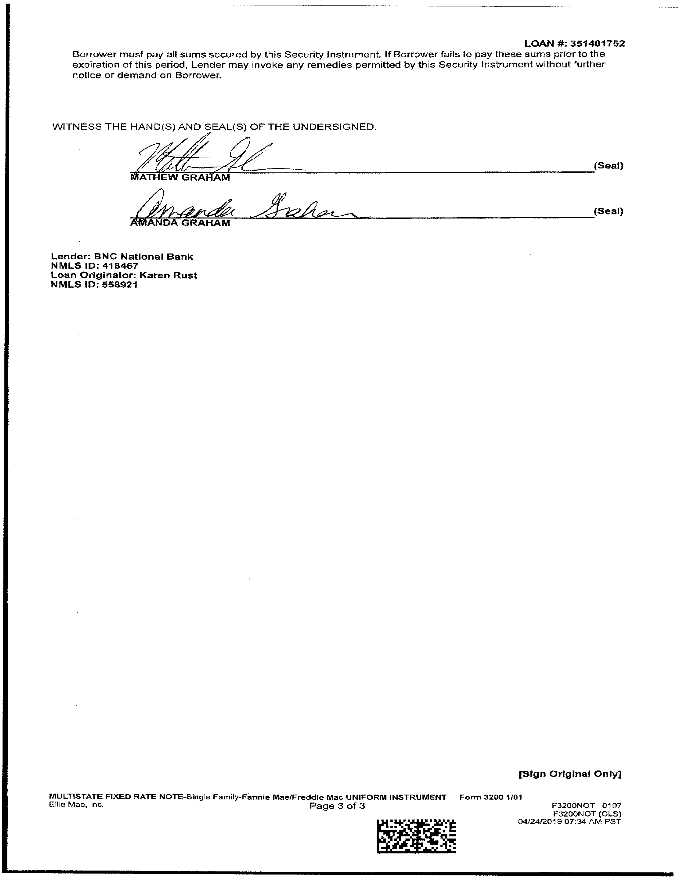 LOAN #: 351401752
Borrower must pay all sums secured by this Security Instrument. If Borrower fails to pay these sums prior to the
expiration of this period, Lender may invoke any remedies permitted by this Security Instrument without further
notice or demand on Borrower.
WITNESS THE HAND(S) AND SEAL(S) OF THE UNDERSIGNED.
(Seal)
MATHEW GRAHAM
Amanda Graham (Seal)
AMANDA GRAHAM
Lender: BNC National Bank
NMLS ID: 418467
Loan Originator: Karen Rust
NMLS ID: 558921
[Sign Original Only]
MULTISTATE FIXED RATE NOTE-Single Family-Fannie Mae/Freddie Mac UNIFORM INSTRUMENT Form 3200 1/01
Ellie Mae, Inc. Page 3 of 3 F3200NOT 0107
F3200NOT (CLS)
04/24/2019 07:34 AM PST